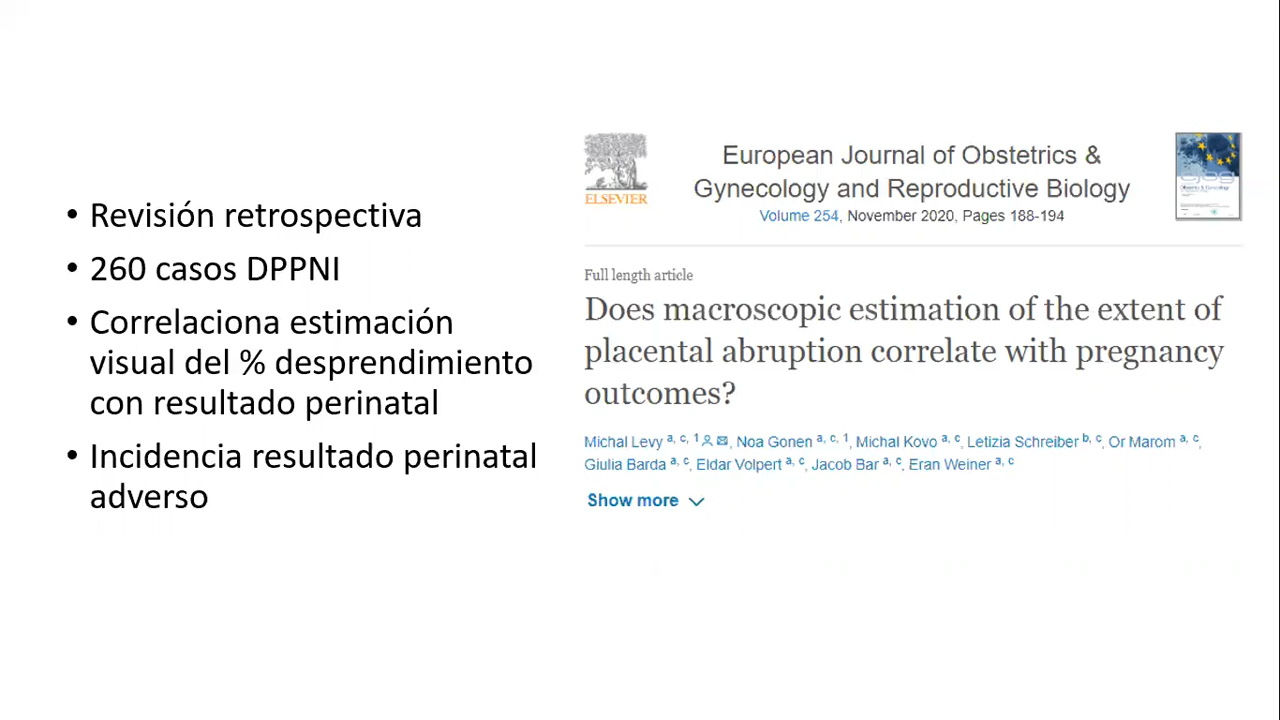 • Revisión retrospectiva
• 260 casos DPPNI
• Correlaciona estimación
visual del % desprendimiento
con resultado perinatal
• Incidencia resultado perinatal
adverso
ELSEVIER
European Journal of Obstetrics &
Gynecology and Reproductive Biology
Volume 254, November 2020, Pages 188-194
Full length article
Does macroscopic estimation of the extent of
placental abruption correlate with pregnancy
outcomes?
Michal Levy a, c, 1, Noa Gonen a, c, 1, Michal Kovo a, c, Letizia Schreiber b, c, Or Marom a, c,
Giulia Barda a, c, Eldar Volpert a, c, Jacob Bar a, c, Eran Weiner a, c
Show more